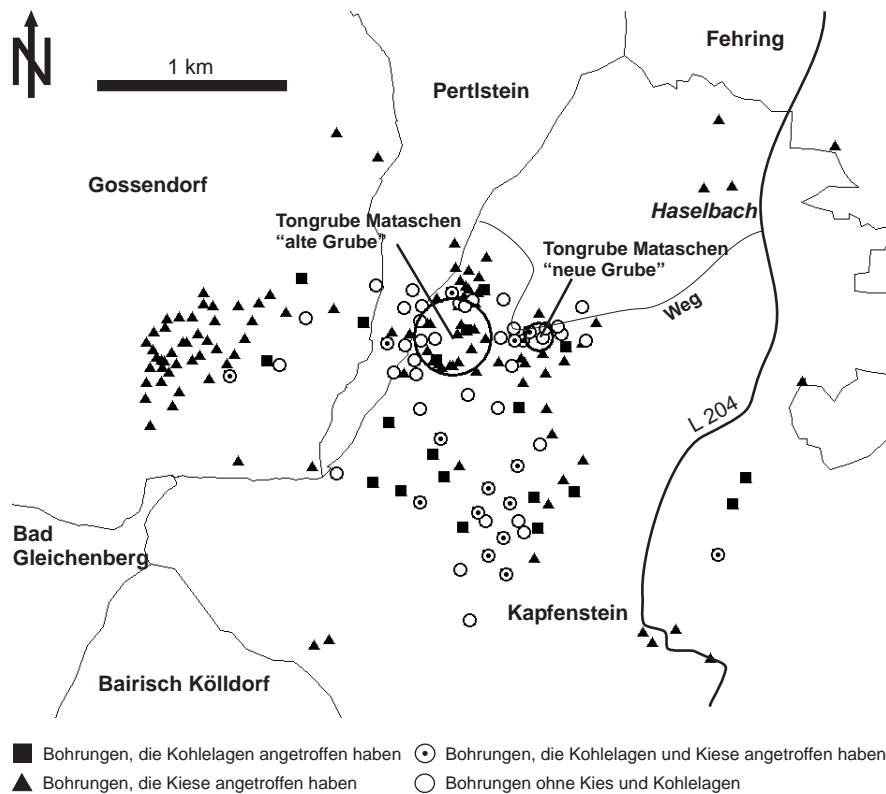 N
1 km
Fehring
Pertlstein
Gossendorf
Haselbach
Tongrube Mataschen
“alte Grube”
Tongrube Mataschen
“neue Grube”
Weg
L 204
Bad
Gleichenberg
Kapfenstein
Bairisch Kölldorf
Bohrungen, die Kohlelagen angetroffen haben
Bohrungen, die Kohlelagen und Kiese angetroffen haben
Bohrungen, die Kiese angetroffen haben
Bohrungen ohne Kies und Kohlelagen